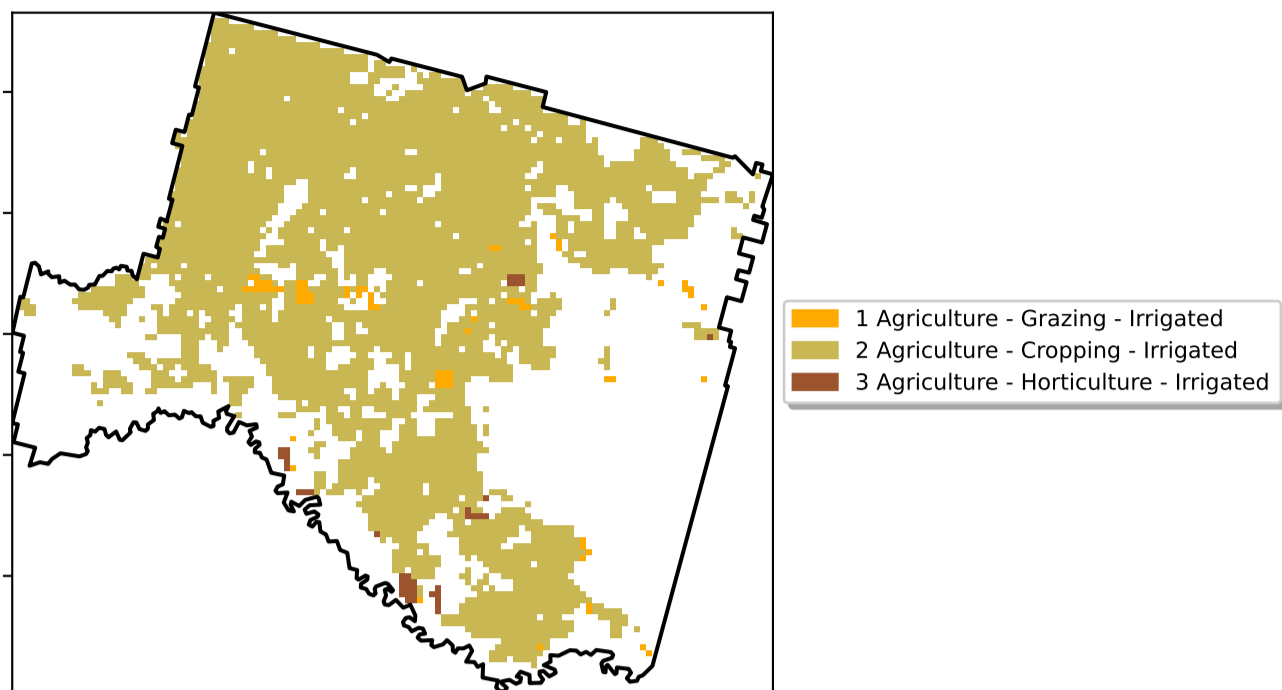 1 Agriculture - Grazing - Irrigated
2 Agriculture - Cropping - Irrigated
3 Agriculture - Horticulture - Irrigated